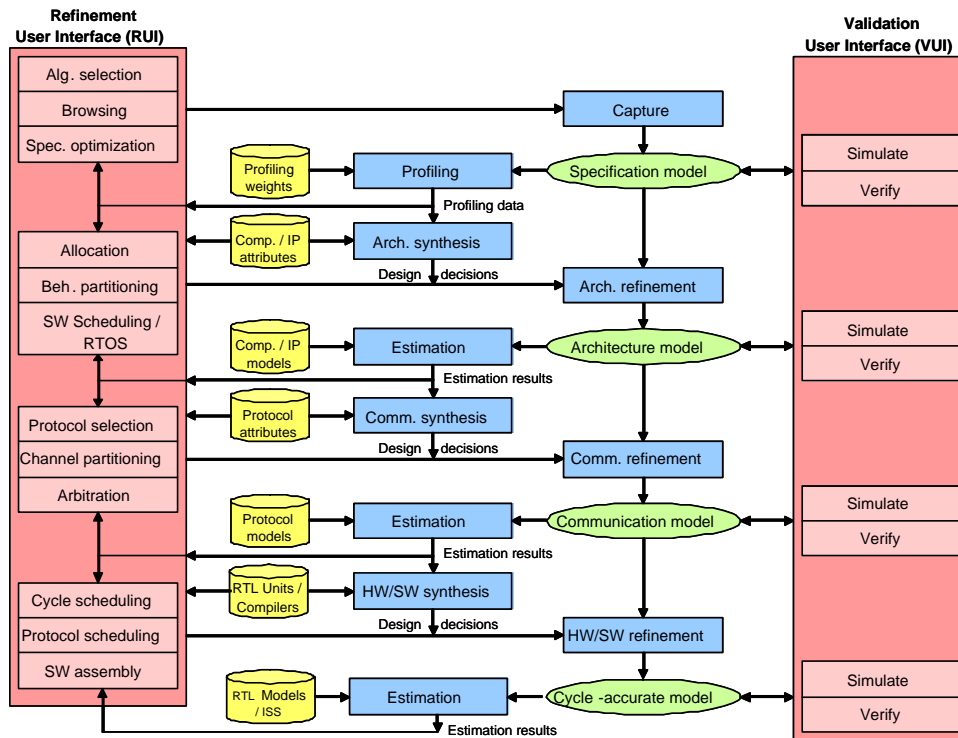 Refinement
User Interface (RUI)
Validation
User Interface (VUI)
Alg. selection
Browsing
Spec. optimization
Capture
Profiling
weights
Profiling
Specification model
Simulate
Verify
Profiling data
Allocation
Beh. partitioning
SW Scheduling /
RTOS
Comp. / IP
attributes
Arch. synthesis
Design decisions
Arch. refinement
Comp. / IP
models
Estimation
Architecture model
Simulate
Verify
Estimation results
Protocol selection
Channel partitioning
Arbitration
Protocol
attributes
Comm. synthesis
Design decisions
Comm. refinement
Protocol
models
Estimation
Communication model
Simulate
Verify
Estimation results
Cycle scheduling
Protocol scheduling
SW assembly
RTL Units /
Compilers
HW/SW synthesis
Design decisions
HW/SW refinement
RTL Models
/ ISS
Estimation
Cycle -accurate model
Simulate
Verify
Estimation results